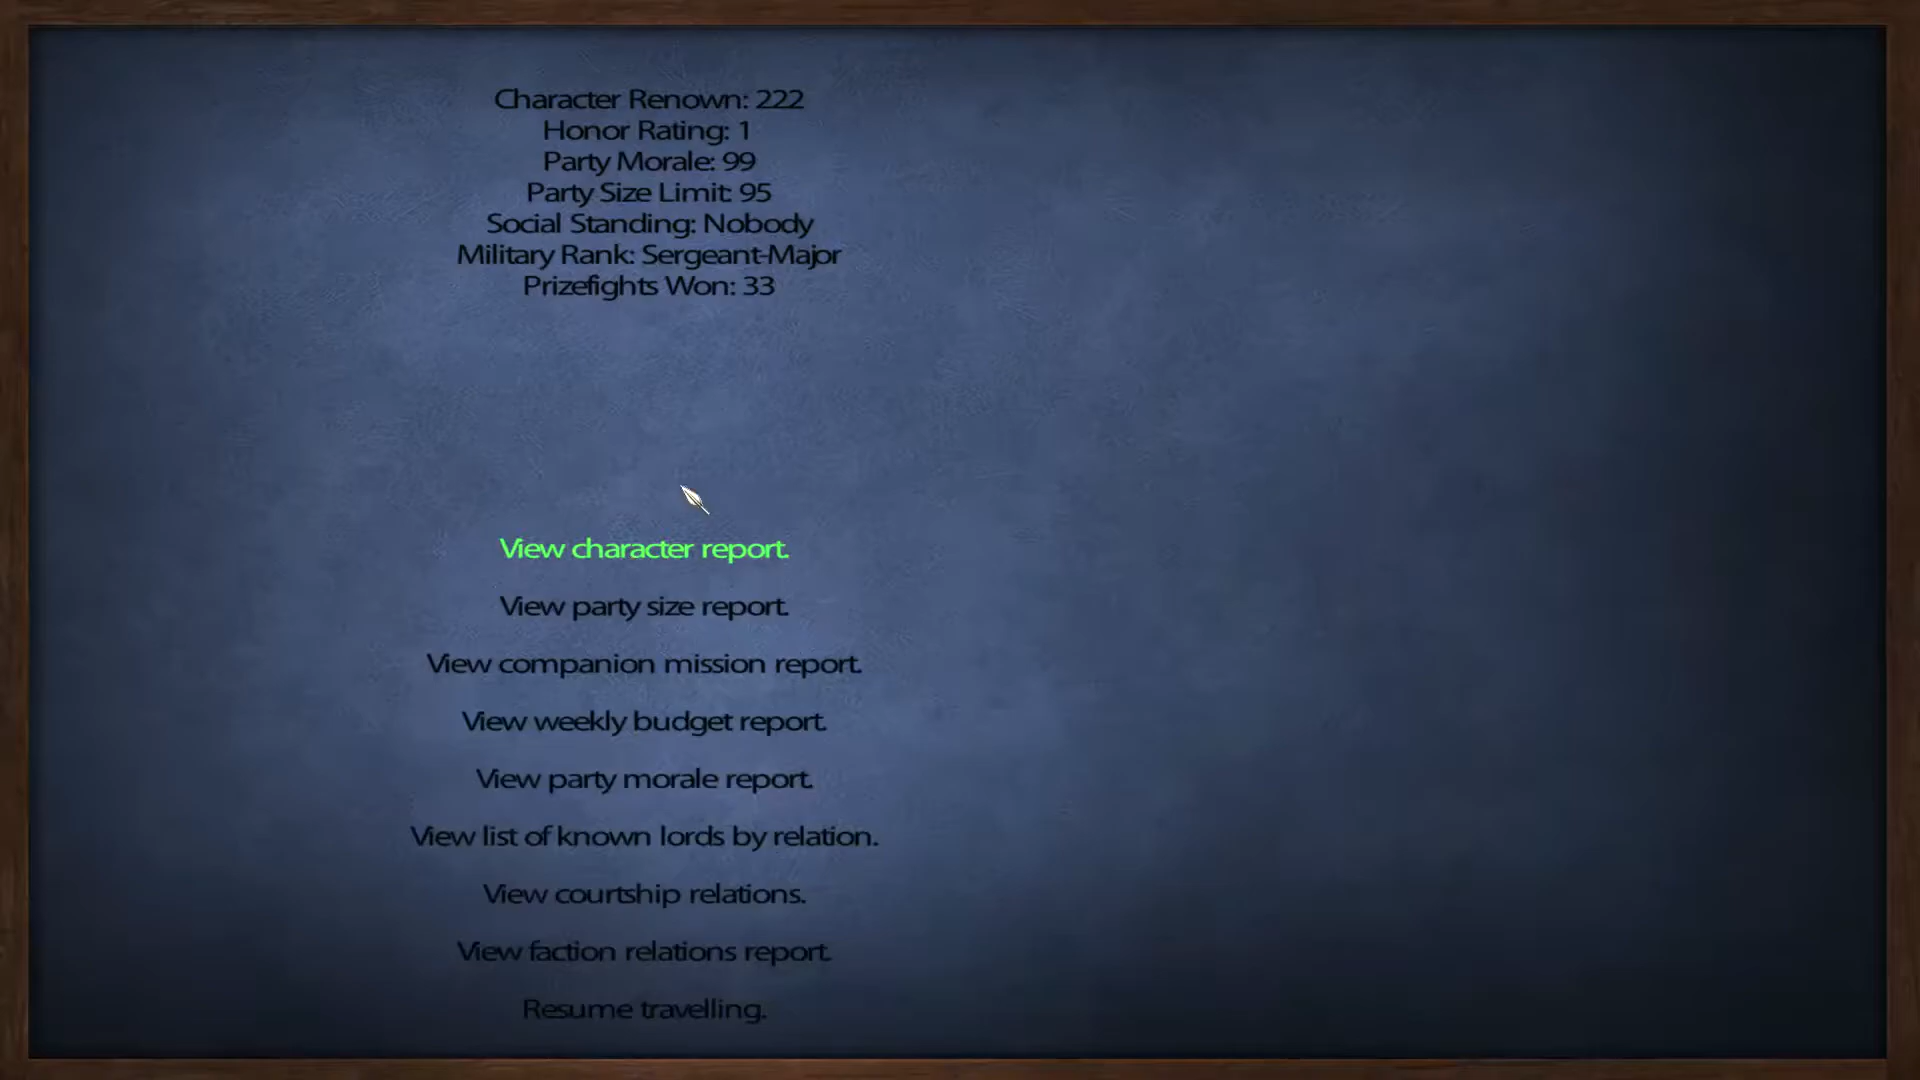 Character Renown: 222
Honor Rating: 1
Party Morale: 99
Party Size Limit: 95
Social Standing: Nobody
Military Rank: Sergeant-Major
Prizefights Won: 33
View character report.
View party size report.
View companion mission report.
View weekly budget report.
View party morale report.
View list of known lords by relation.
View courtship relations.
View faction relations report.
Resume travelling.